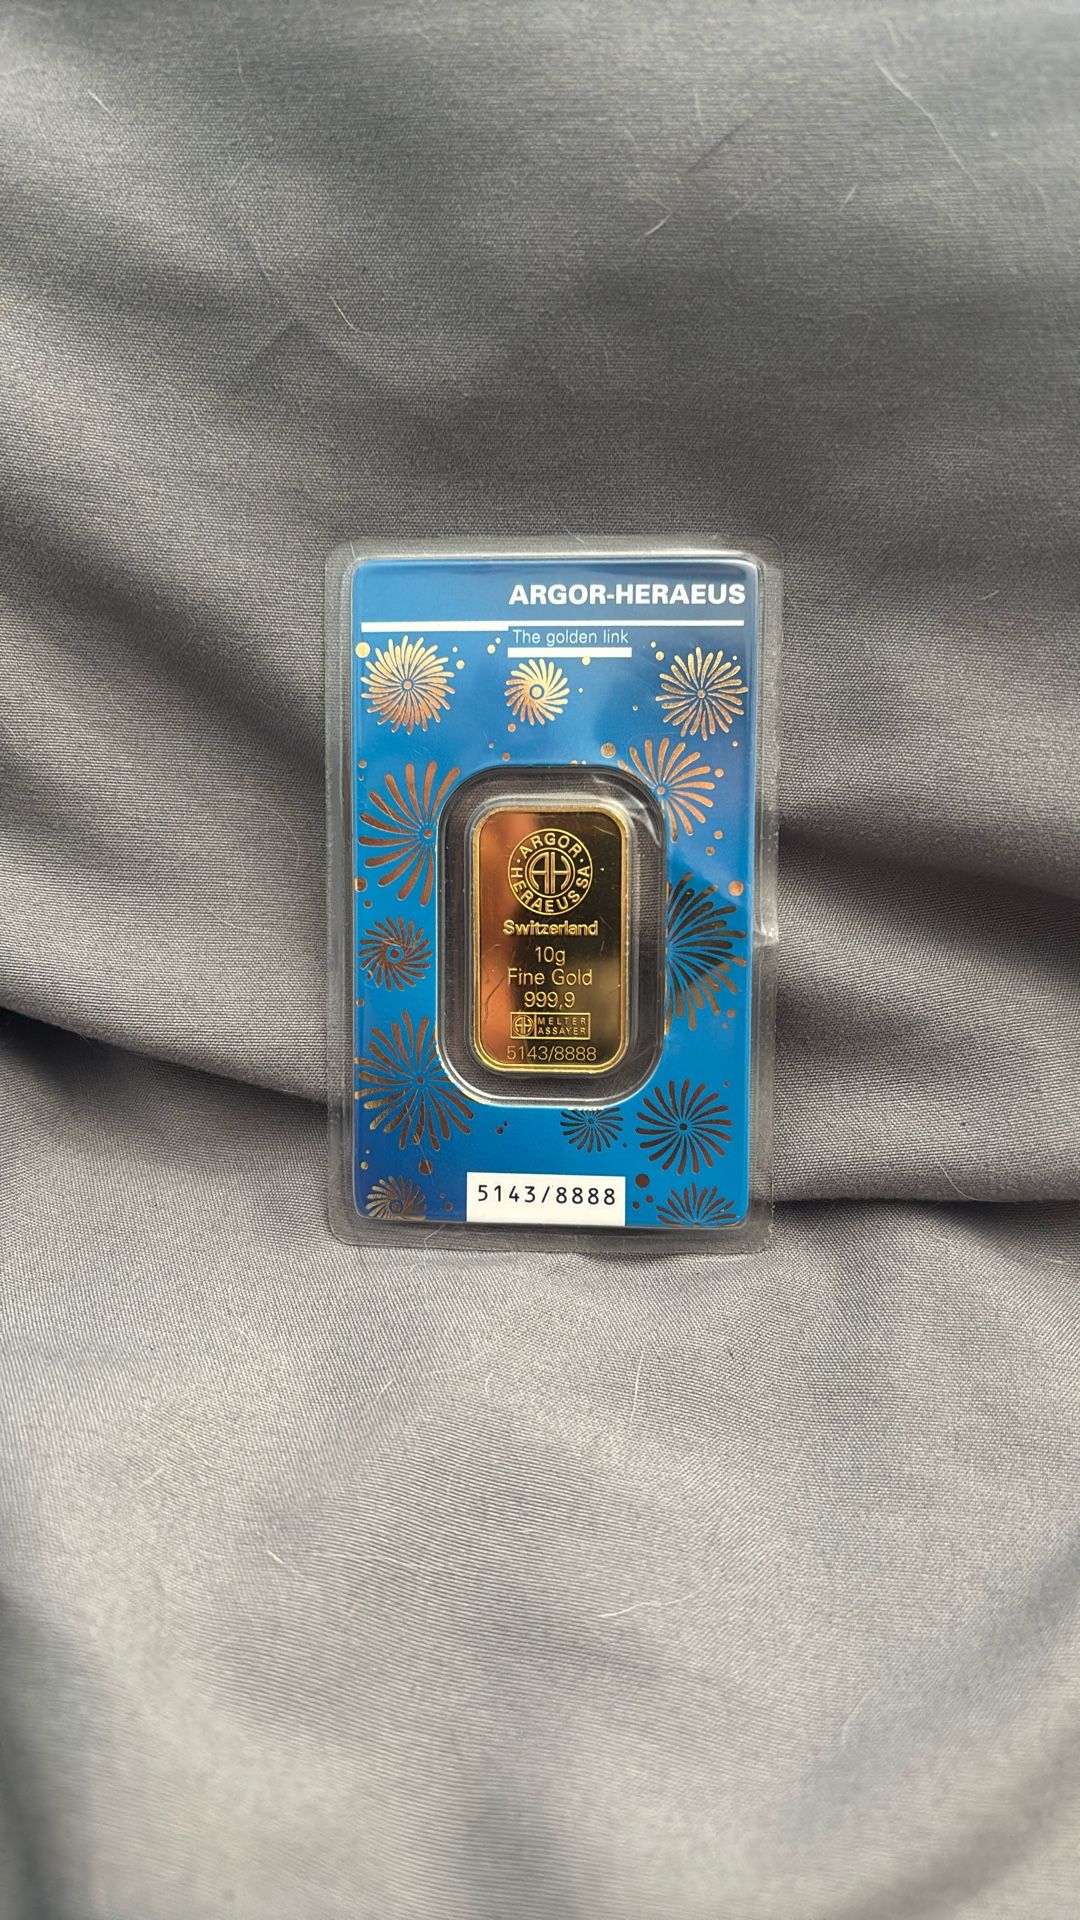 ARGOR-HERAEUS
The golden link
· ARGOR · HERAEUS SA
AH
Switzerland
10g
Fine Gold
999,9
AH MELTER
ASSAYER
5143/8888
5143/8888